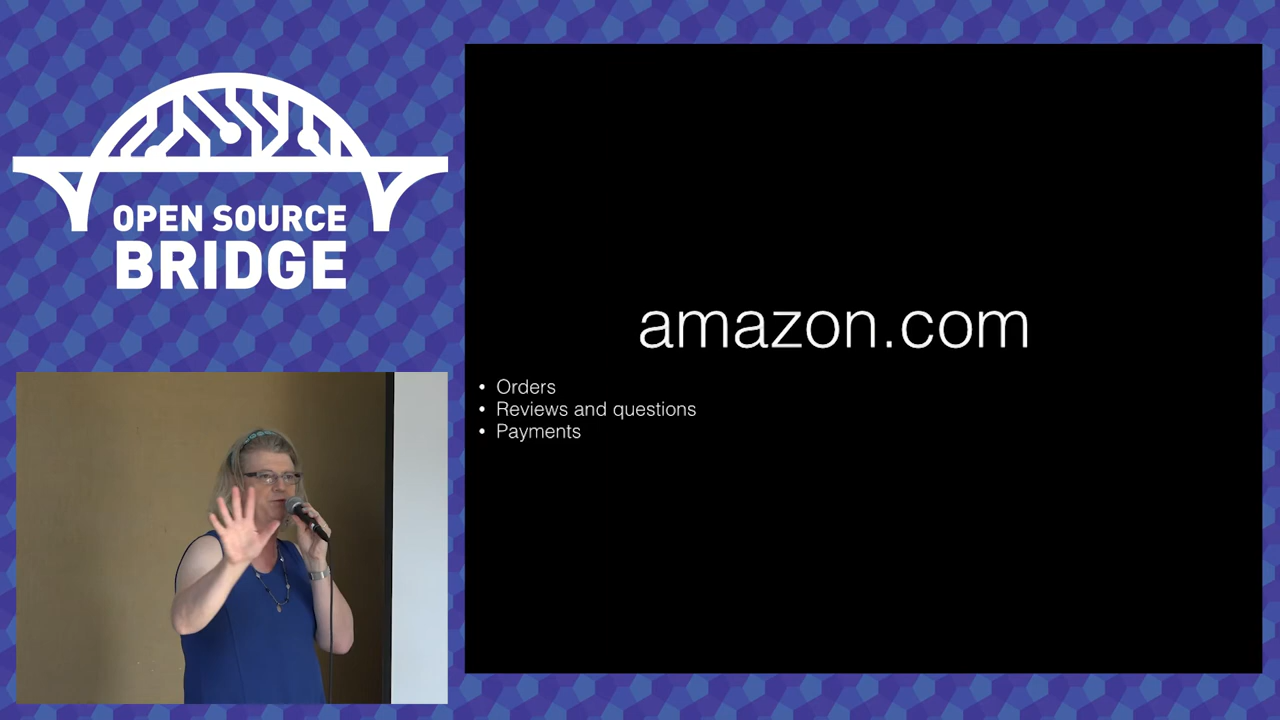 OPEN SOURCE
BRIDGE
amazon.com
• Orders
• Reviews and questions
• Payments